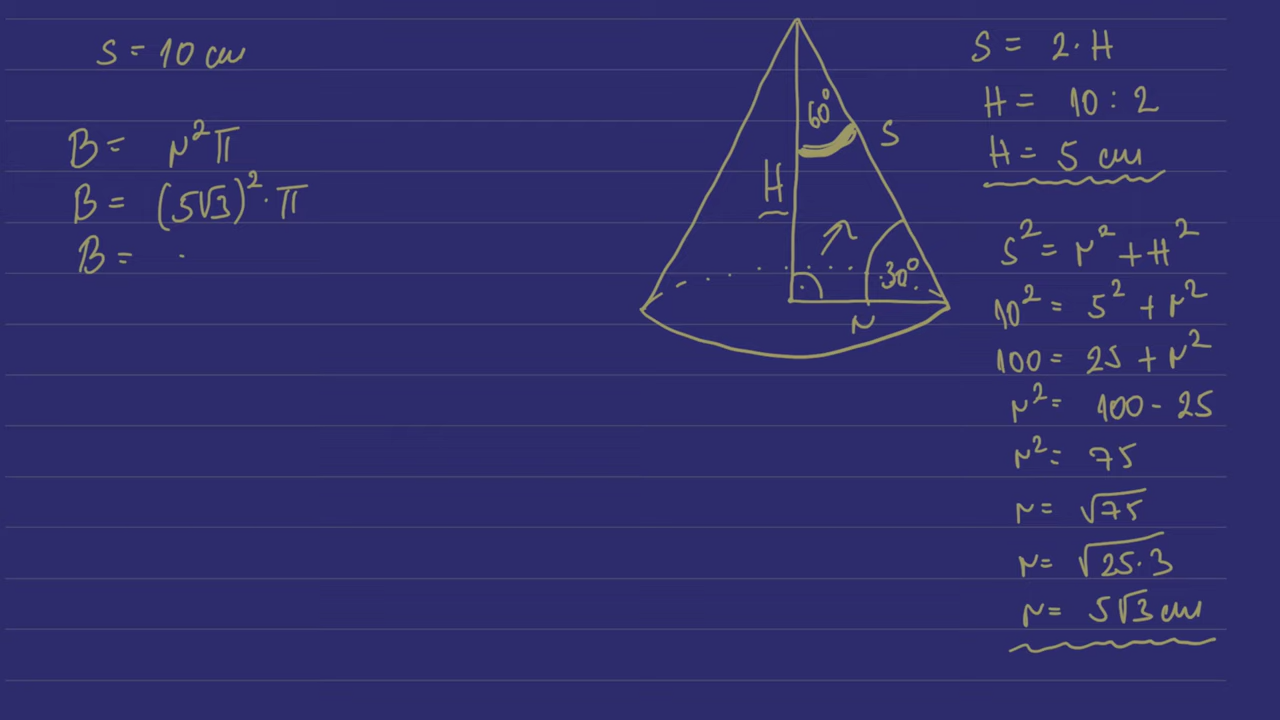 s = 10 cm
B = r²π
B = (5√3)²·π
B = ·
60°
s
H
30°
r
s = 2·H
H = 10 : 2
H = 5 cm
s² = r² + H²
10² = 5² + r²
100 = 25 + r²
r² = 100 - 25
r² = 75
r = √75
r = √25·3
r = 5√3 cm